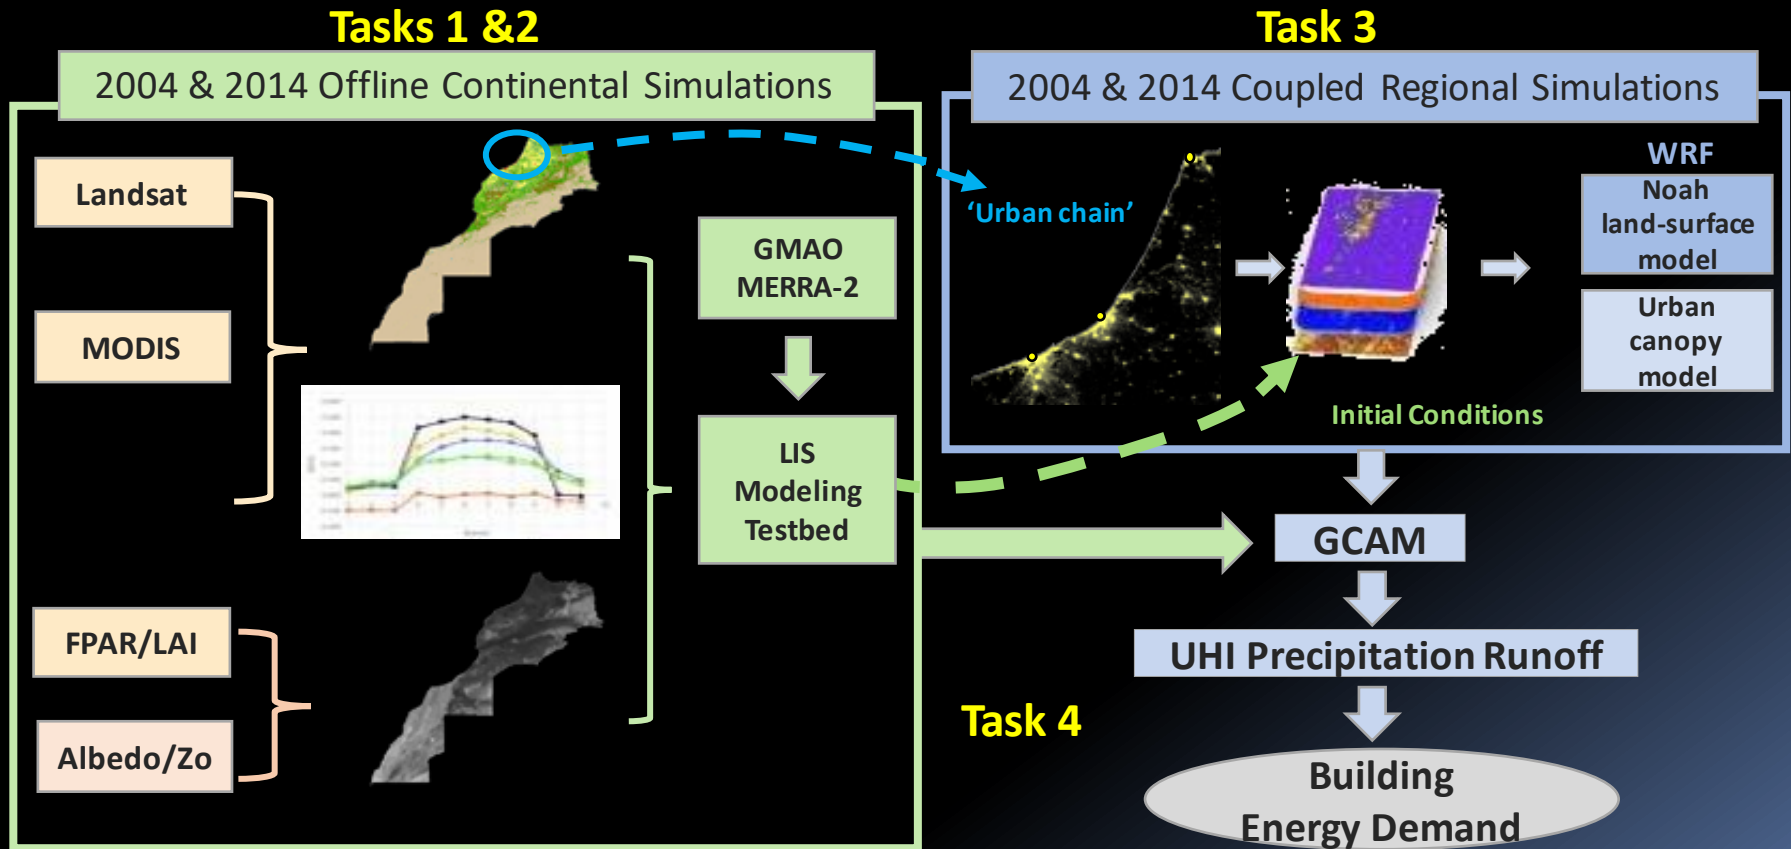 Tasks 1 &2
2004 & 2014 Offline Continental Simulations
Landsat
MODIS
FPAR/LAI
Albedo/Zo
GMAO
MERRA-2
LIS
Modeling
Testbed
Task 3
2004 & 2014 Coupled Regional Simulations
‘Urban chain’
WRF
Noah
land-surface
model
Urban
canopy
model
Initial Conditions
GCAM
UHI Precipitation Runoff
Task 4
Building
Energy Demand